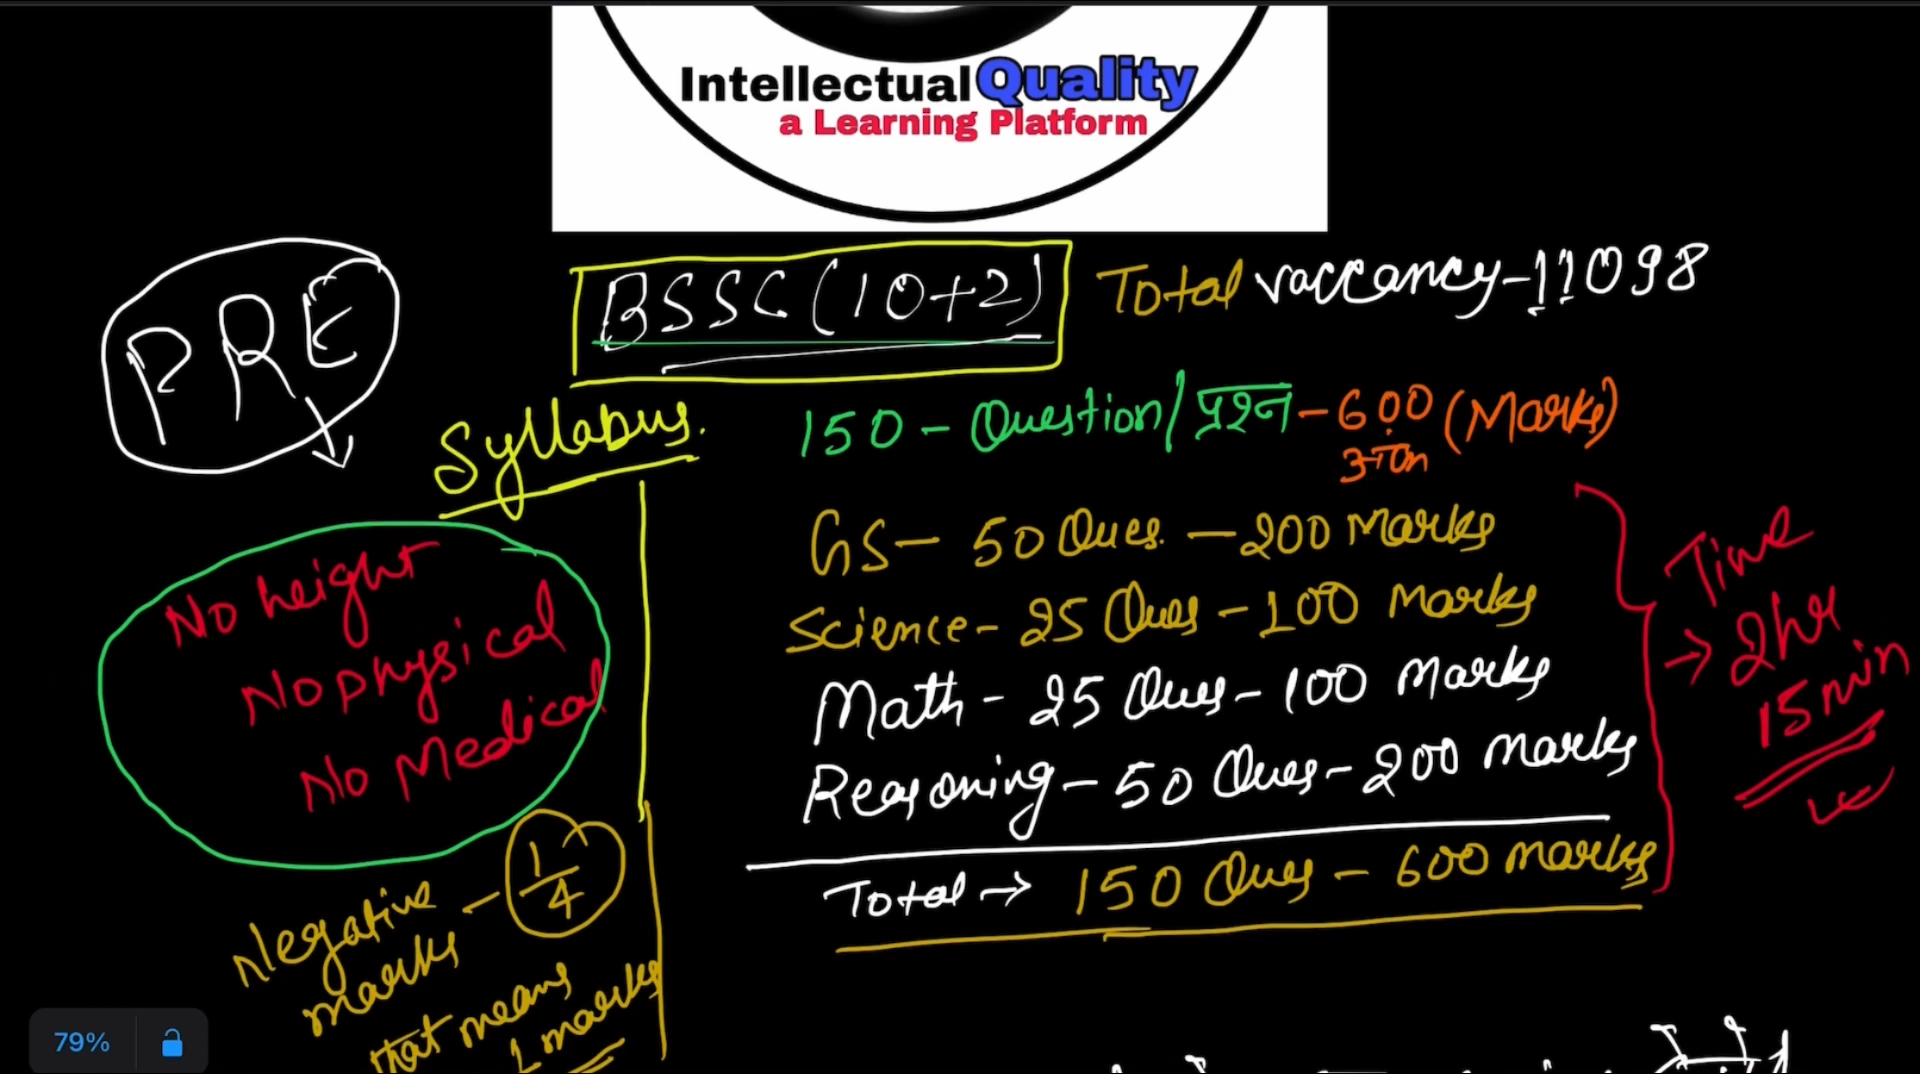 Intellectual Quality
a Learning Platform
PRE
BSSC (10+2)
Total vaccancy-11098
Syllabus.
150 - Question/प्रश्न - 600 (Marks)
अंक
GS - 50 Ques. - 200 Marks
Science - 25 Ques - 100 Marks
Math - 25 Ques - 100 Marks
Reasoning - 50 Ques - 200 Marks
Total → 150 Ques - 600 marks
Time
→ 2hr
15 min
No height
No physical
No Medical
Negative
marks - 1/4
that means
1 marks
79%